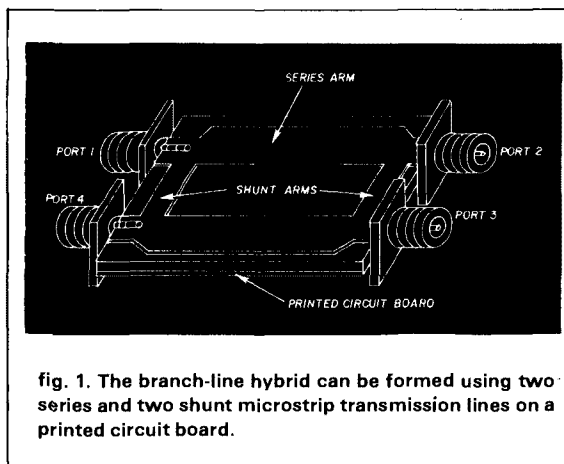 SERIES ARM
PORT 1
PORT 2
SHUNT ARMS
PORT 4
PORT 3
PRINTED CIRCUIT BOARD
fig. 1. The branch-line hybrid can be formed using two
series and two shunt microstrip transmission lines on a
printed circuit board.